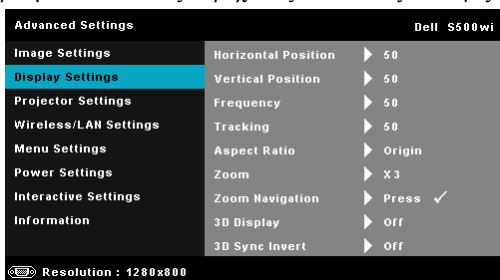 Advanced Settings Dell S500wi
Image Settings
Display Settings
Projector Settings
Wireless/LAN Settings
Menu Settings
Power Settings
Interactive Settings
Information
Horizontal Position 50
Vertical Position 50
Frequency 50
Tracking 50
Aspect Ratio Origin
Zoom X3
Zoom Navigation Press ✓
3D Display Off
3D Sync Invert Off
Resolution : 1280x800